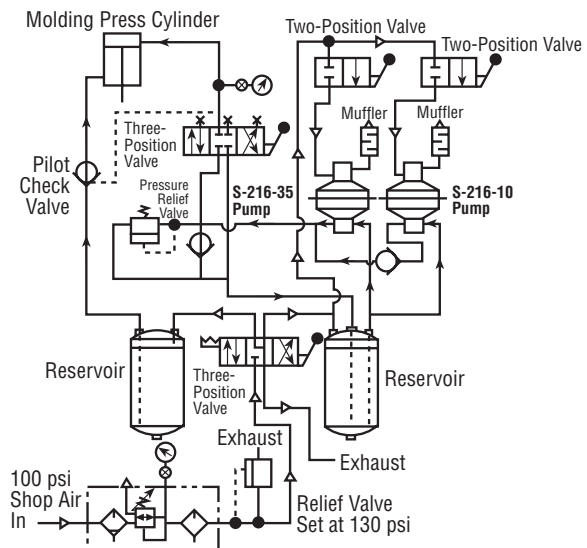 Molding Press Cylinder
Two-Position Valve
Two-Position Valve
Muffler
Muffler
Three-
Position
Valve
Pilot
Check
Valve
Pressure
Relief
Valve
S-216-35
Pump
S-216-10
Pump
Reservoir
Three-
Position
Valve
Reservoir
Exhaust
Exhaust
100 psi
Shop Air
In
Relief Valve
Set at 130 psi